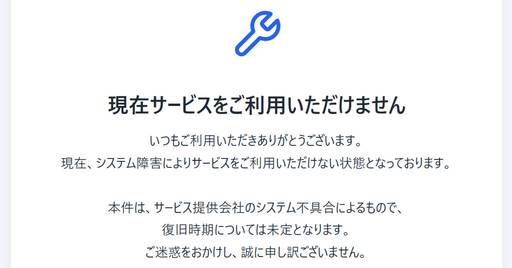 現在サービスをご利用いただけません
いつもご利用いただきありがとうございます。
現在、システム障害によりサービスをご利用いただけない状態となっております。
本件は、サービス提供会社のシステム不具合によるもので、
復旧時期については未定となります。
ご迷惑をおかけし、誠に申し訳ございません。